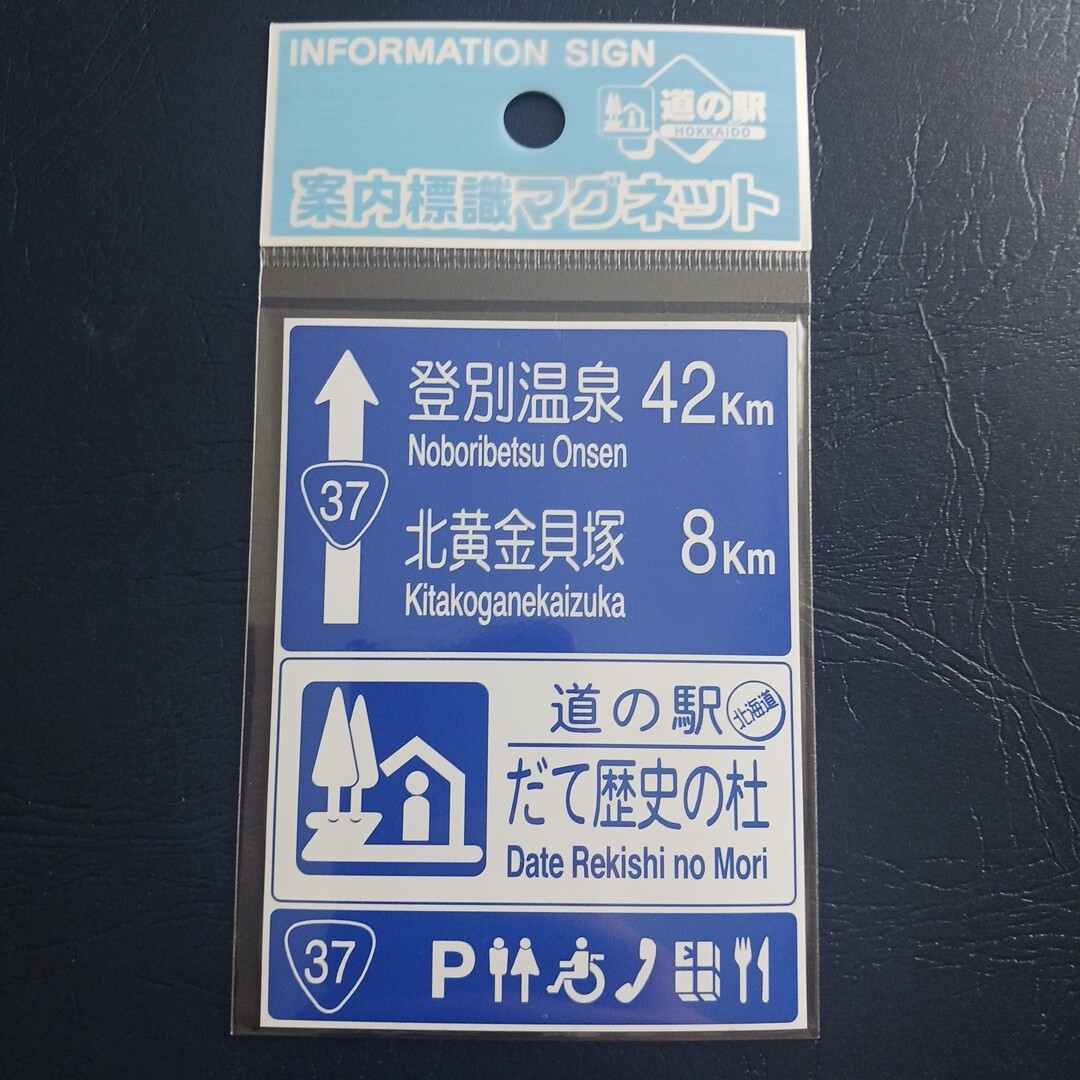 INFORMATION SIGN
道の駅
HOKKAIDO
案内標識マグネット
登別温泉 42Km
Noboribetsu Onsen
37
北黄金貝塚 8Km
Kitakoganekaizuka
道の駅 北海道
だて歴史の杜
Date Rekishi no Mori
37 P